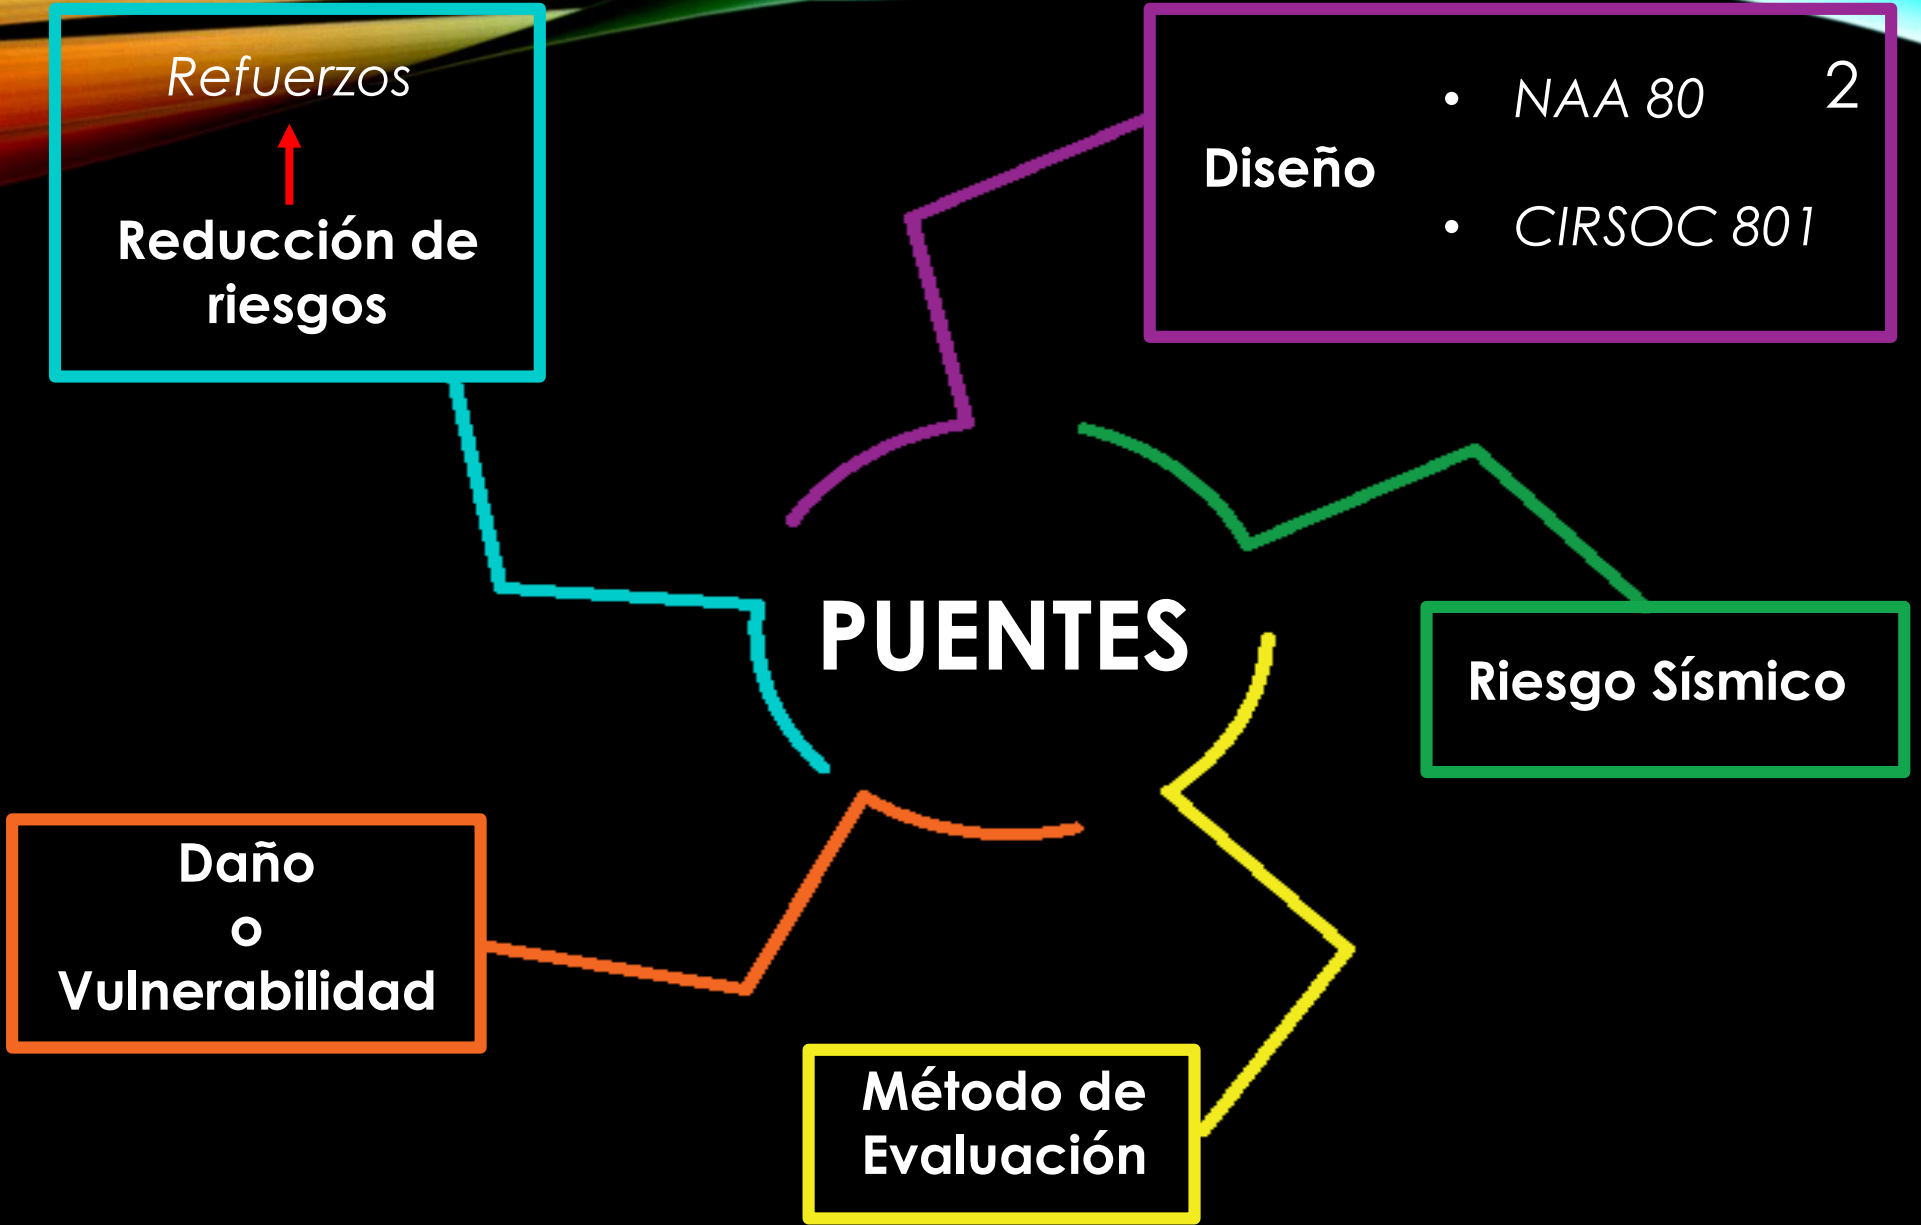 Refuerzos
Reducción de
riesgos
2
Diseño
• NAA 80
• CIRSOC 801
PUENTES
Riesgo Sísmico
Daño
o
Vulnerabilidad
Método de
Evaluación